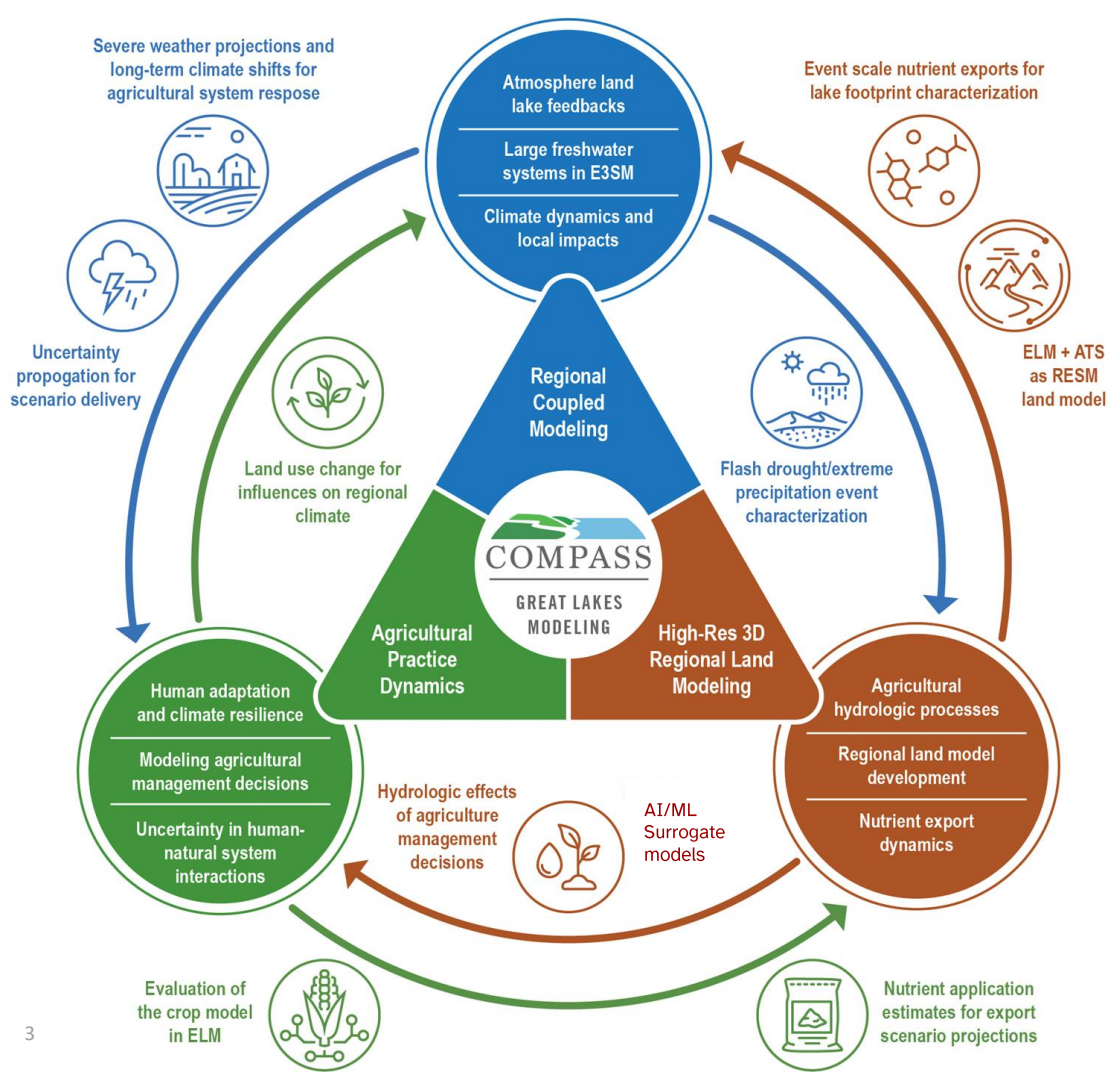 Severe weather projections and
long-term climate shifts for
agricultural system respose
Atmosphere land
lake feedbacks
Large freshwater
systems in E3SM
Climate dynamics and
local impacts
Event scale nutrient exports for
lake footprint characterization
Uncertainty
propogation for
scenario delivery
ELM + ATS
as RESM
land model
Land use change for
influences on regional
climate
Regional
Coupled
Modeling
Flash drought/extreme
precipitation event
characterization
COMPASS
GREAT LAKES
MODELING
Agricultural
Practice
Dynamics
High-Res 3D
Regional Land
Modeling
Human adaptation
and climate resilience
Modeling agricultural
management decisions
Uncertainty in human-
natural system
interactions
Agricultural
hydrologic processes
Regional land model
development
Nutrient export
dynamics
Hydrologic effects
of agriculture
management
decisions
AI/ML
Surrogate
models
Evaluation of
the crop model
in ELM
Nutrient application
estimates for export
scenario projections
3